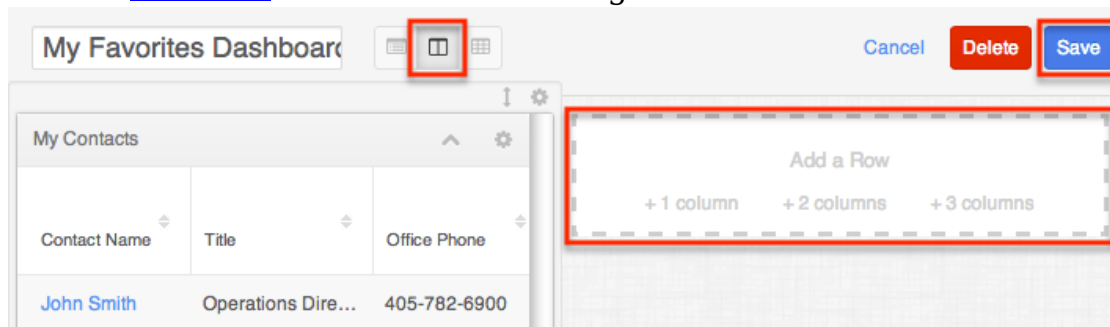 My Favorites Dashboard
Cancel
Delete
Save
My Contacts
Add a Row
+ 1 column
+ 2 columns
+ 3 columns
Contact Name
Title
Office Phone
John Smith
Operations Dire...
405-782-6900